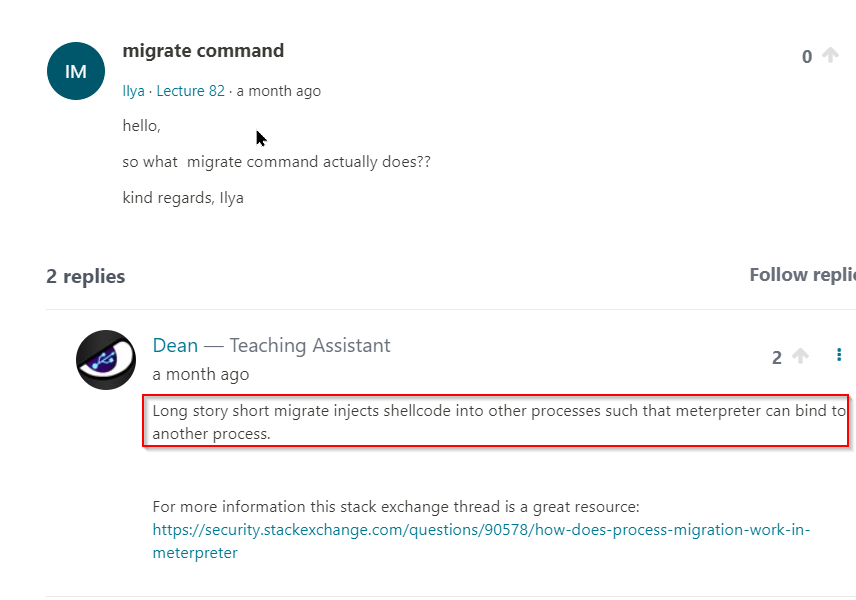 migrate command
0
IM
Ilya · Lecture 82 · a month ago
hello,
so what  migrate command actually does??
kind regards, Ilya
2 replies
Follow replie
Dean — Teaching Assistant
2
a month ago
Long story short migrate injects shellcode into other processes such that meterpreter can bind to
another process.
For more information this stack exchange thread is a great resource:
https://security.stackexchange.com/questions/90578/how-does-process-migration-work-in-
meterpreter